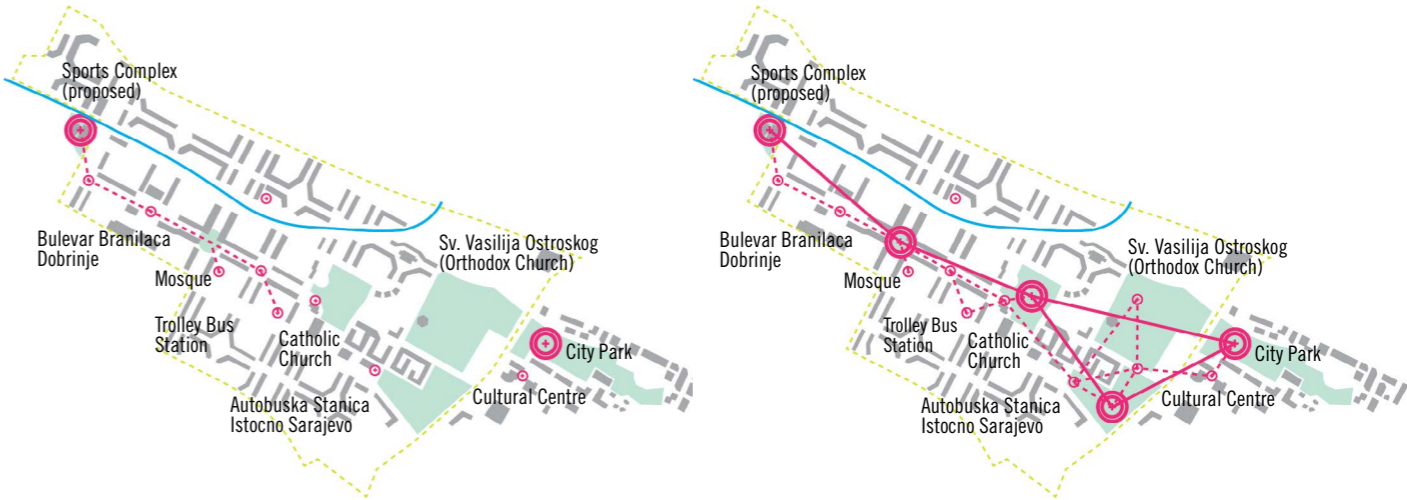 Sports Complex
(proposed)
Bulevar Branilaca
Dobrinje
Mosque
Sv. Vasilija Ostroskog
(Orthodox Church)
Trolley Bus
Station
Catholic
Church
City Park
Autobuska Stanica
Istocno Sarajevo
Cultural Centre
Sports Complex
(proposed)
Bulevar Branilaca
Dobrinje
Mosque
Sv. Vasilija Ostroskog
(Orthodox Church)
Trolley Bus
Station
Catholic
Church
City Park
Autobuska Stanica
Istocno Sarajevo
Cultural Centre